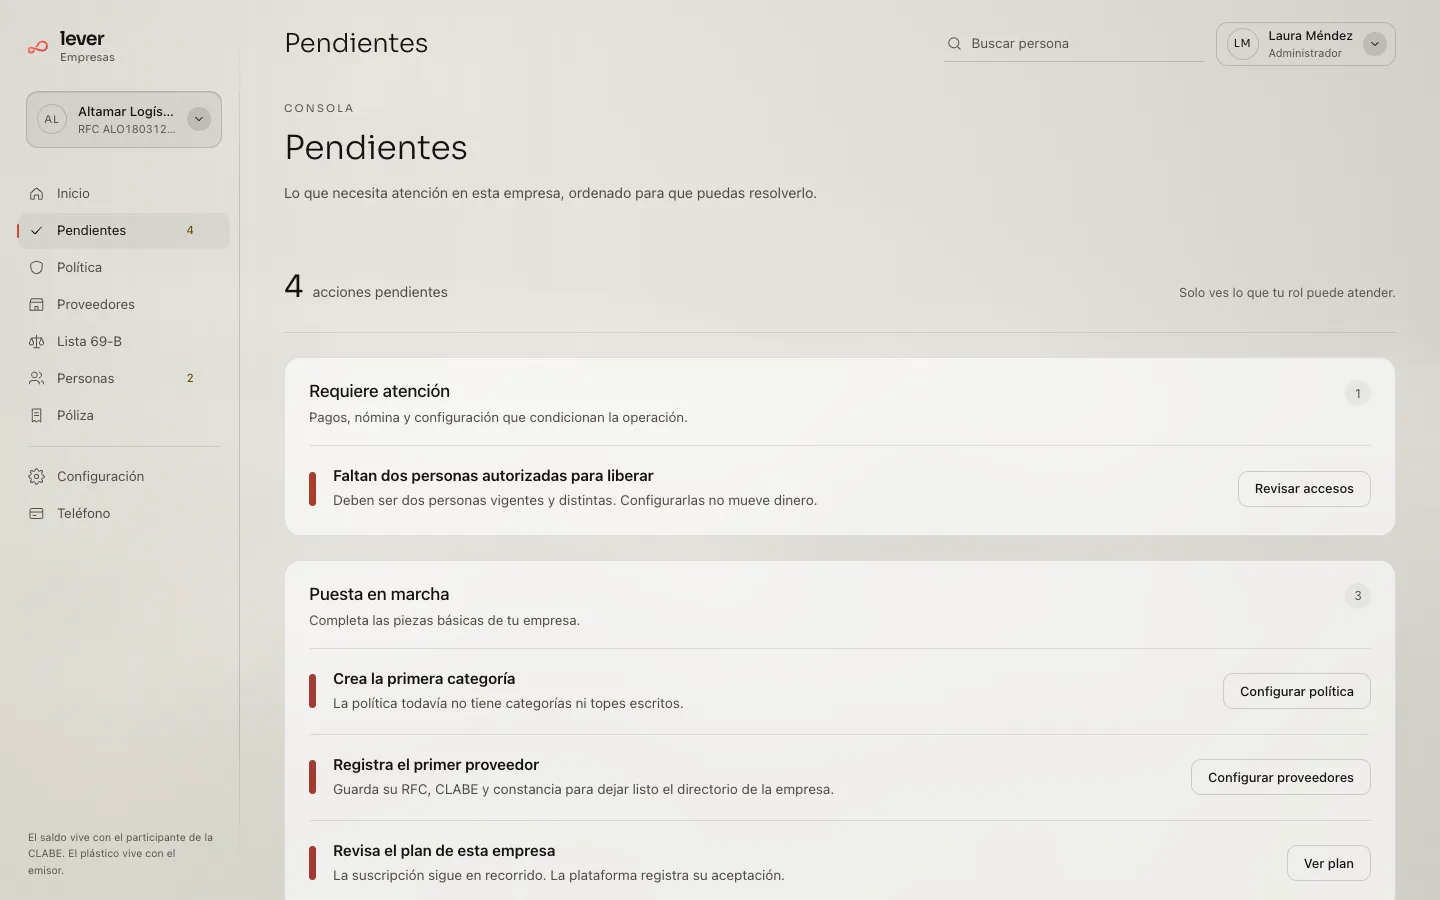 lever
Empresas
AL
Altamar Logís...
RFC ALO180312...
Inicio
Pendientes 4
Política
Proveedores
Lista 69-B
Personas 2
Póliza
Configuración
Teléfono
El saldo vive con el participante de la
CLABE. El plástico vive con el
emisor.
Pendientes
Buscar persona
LM
Laura Méndez
Administrador
CONSOLA
Pendientes
Lo que necesita atención en esta empresa, ordenado para que puedas resolverlo.
4 acciones pendientes
Solo ves lo que tu rol puede atender.
Requiere atención
1
Pagos, nómina y configuración que condicionan la operación.
Faltan dos personas autorizadas para liberar
Deben ser dos personas vigentes y distintas. Configurarlas no mueve dinero.
Revisar accesos
Puesta en marcha
3
Completa las piezas básicas de tu empresa.
Crea la primera categoría
La política todavía no tiene categorías ni topes escritos.
Configurar política
Registra el primer proveedor
Guarda su RFC, CLABE y constancia para dejar listo el directorio de la empresa.
Configurar proveedores
Revisa el plan de esta empresa
La suscripción sigue en recorrido. La plataforma registra su aceptación.
Ver plan